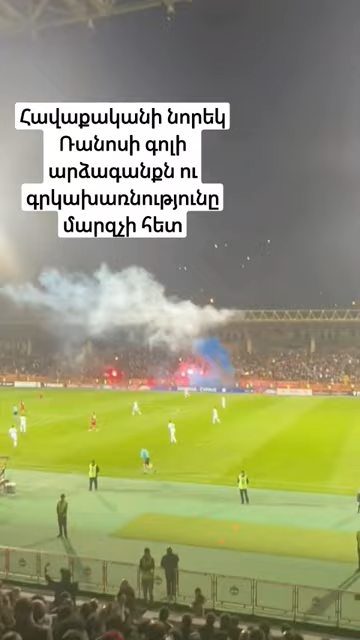 Հավաքականի նորեկ
Ռանոսի գոլի
արձագանքն ու
գրկախառնությունը
մարզչի հետ